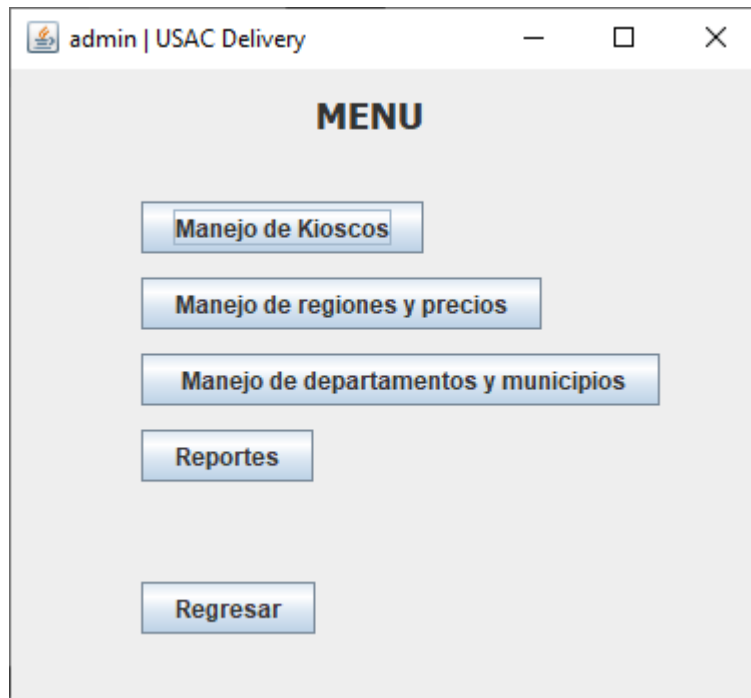 admin | USAC Delivery
MENU
Manejo de Kioscos
Manejo de regiones y precios
Manejo de departamentos y municipios
Reportes
Regresar